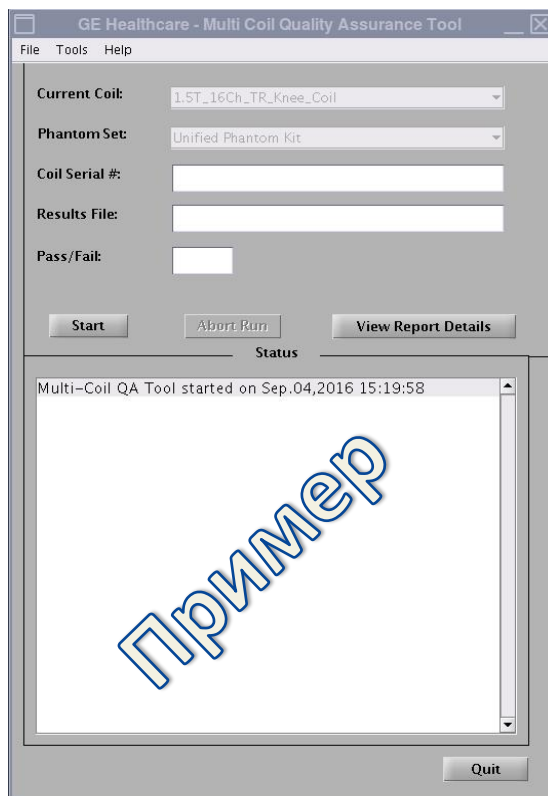 GE Healthcare - Multi Coil Quality Assurance Tool
File Tools Help
Current Coil: 1.5T_16Ch_TR_Knee_Coil
Phantom Set: Unified Phantom Kit
Coil Serial #:
Results File:
Pass/Fail:
Start Abort Run View Report Details
Status
Multi-Coil QA Tool started on Sep.04,2016 15:19:58
Пример
Quit